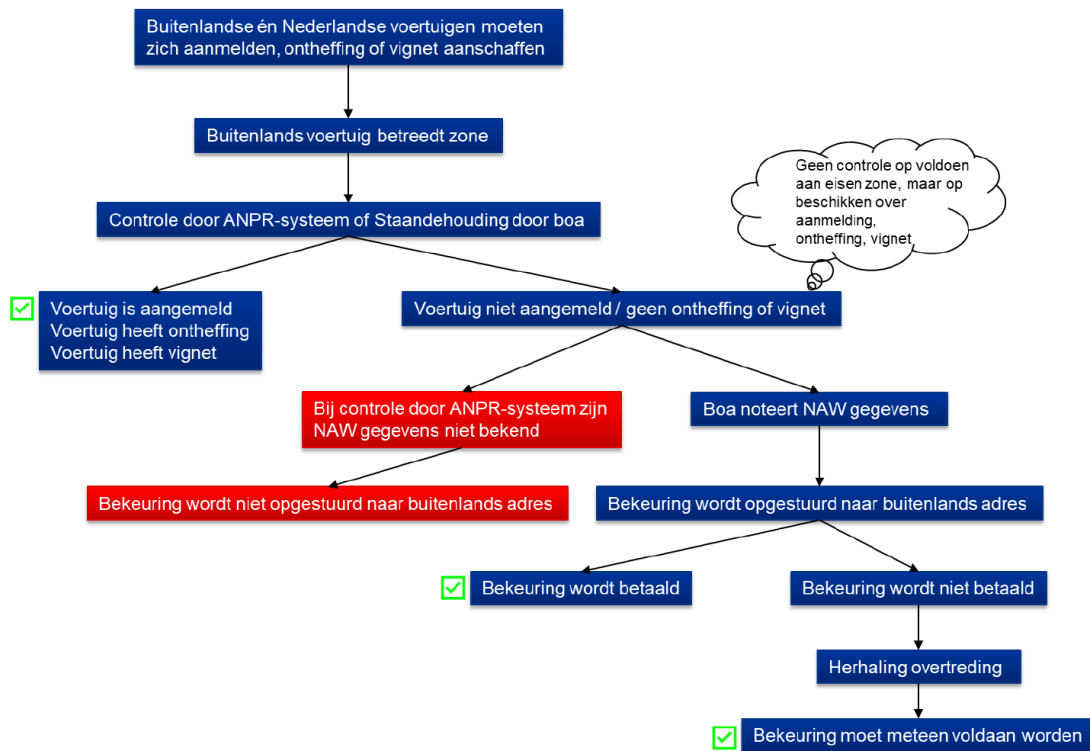 Buitenlandse én Nederlandse voertuigen moeten
zich aanmelden, ontheffing of vignet aanschaffen
Buitenlands voertuig betreedt zone
Geen controle op voldoen
aan eisen zone, maar op
beschikken over
aanmelding,
ontheffing, vignet
Controle door ANPR-systeem of Staandehouding door boa
Voertuig is aangemeld
Voertuig heeft ontheffing
Voertuig heeft vignet
Voertuig niet aangemeld / geen ontheffing of vignet
Bij controle door ANPR-systeem zijn
NAW gegevens niet bekend
Boa noteert NAW gegevens
Bekeuring wordt niet opgestuurd naar buitenlands adres
Bekeuring wordt opgestuurd naar buitenlands adres
Bekeuring wordt betaald
Bekeuring wordt niet betaald
Herhaling overtreding
Bekeuring moet meteen voldaan worden